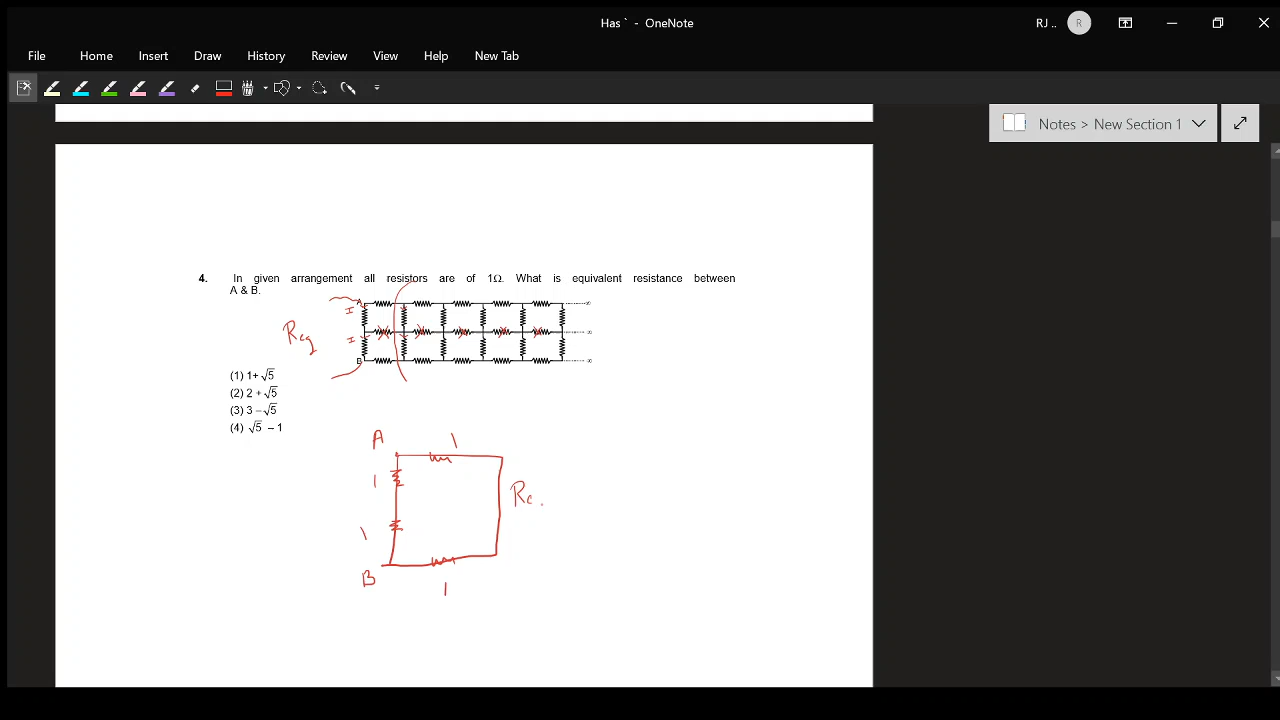 Has ` - OneNote
RJ ..
R
File Home Insert Draw History Review View Help New Tab
Notes > New Section 1
4. In given arrangement all resistors are of 1Ω. What is equivalent resistance between
A & B.
A
I
Req
I
B
∞
∞
∞
(1) 1+ √5
(2) 2 + √5
(3) 3 – √5
(4) √5 – 1
A
1
1
Re
1
B
1